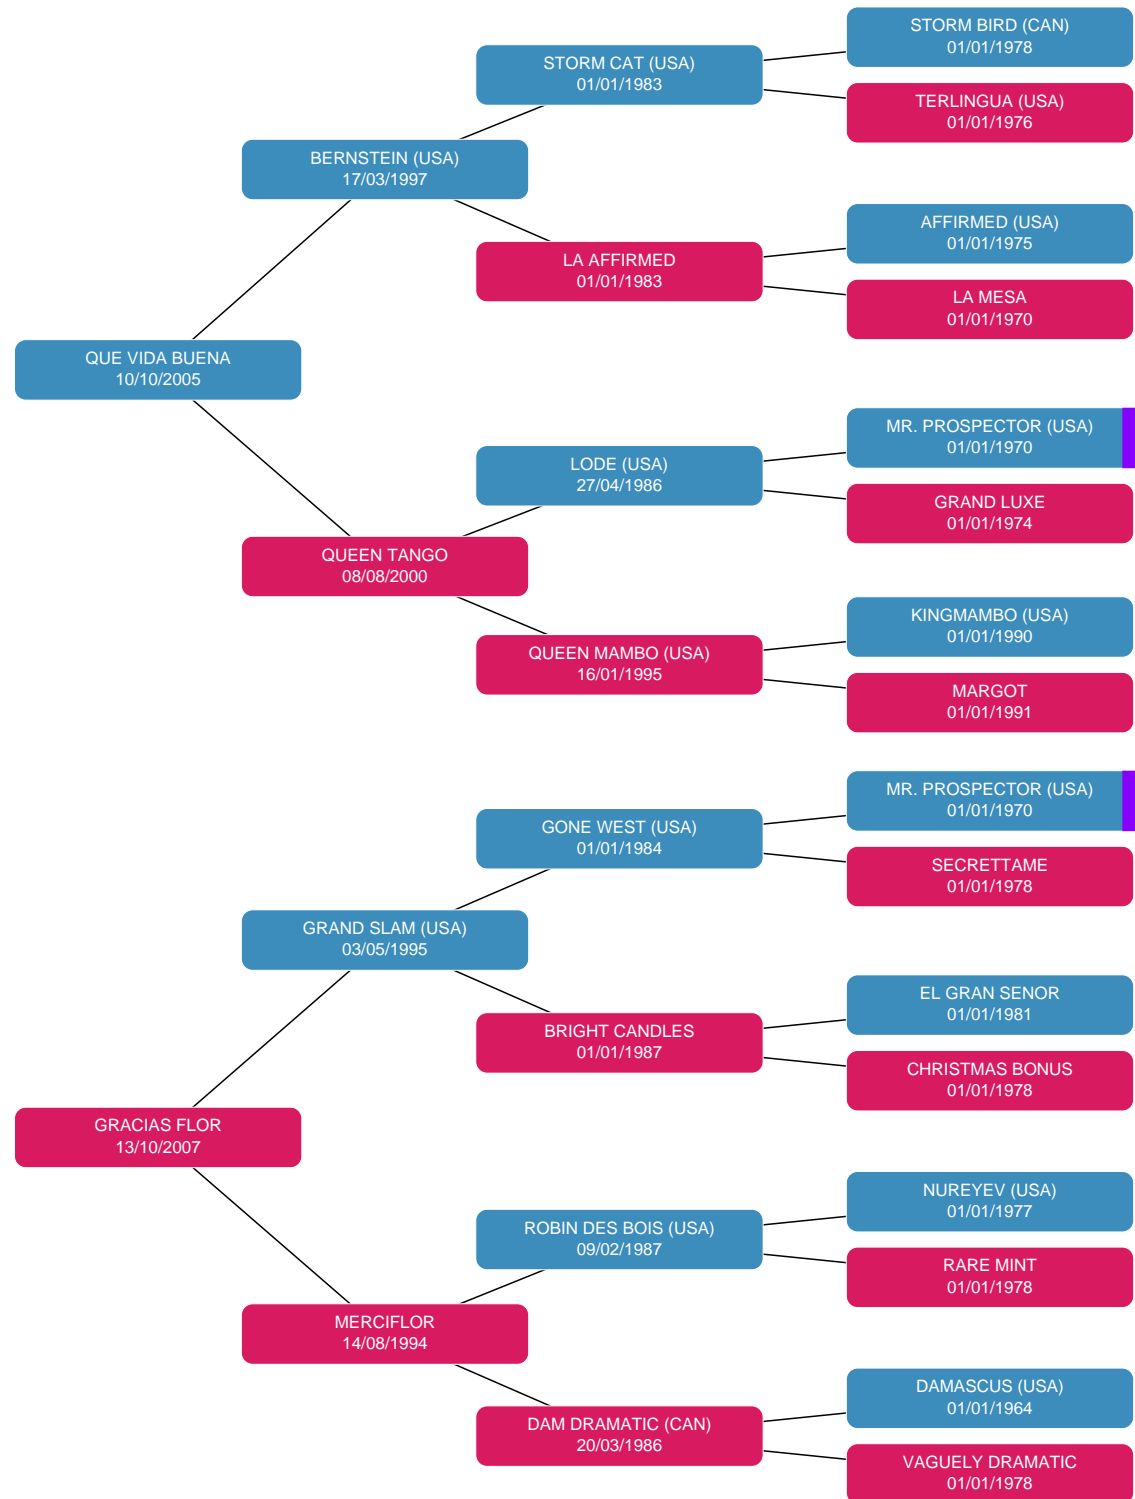 STORM BIRD (CAN)
01/01/1978
STORM CAT (USA)
01/01/1983
TERLINGUA (USA)
01/01/1976
BERNSTEIN (USA)
17/03/1997
AFFIRMED (USA)
01/01/1975
LA AFFIRMED
01/01/1983
LA MESA
01/01/1970
QUE VIDA BUENA
10/10/2005
MR. PROSPECTOR (USA)
01/01/1970
LODE (USA)
27/04/1986
GRAND LUXE
01/01/1974
QUEEN TANGO
08/08/2000
KINGMAMBO (USA)
01/01/1990
QUEEN MAMBO (USA)
16/01/1995
MARGOT
01/01/1991
MR. PROSPECTOR (USA)
01/01/1970
GONE WEST (USA)
01/01/1984
SECRETTAME
01/01/1978
GRAND SLAM (USA)
03/05/1995
EL GRAN SENOR
01/01/1981
BRIGHT CANDLES
01/01/1987
CHRISTMAS BONUS
01/01/1978
GRACIAS FLOR
13/10/2007
NUREYEV (USA)
01/01/1977
ROBIN DES BOIS (USA)
09/02/1987
RARE MINT
01/01/1978
MERCIFLOR
14/08/1994
DAMASCUS (USA)
01/01/1964
DAM DRAMATIC (CAN)
20/03/1986
VAGUELY DRAMATIC
01/01/1978